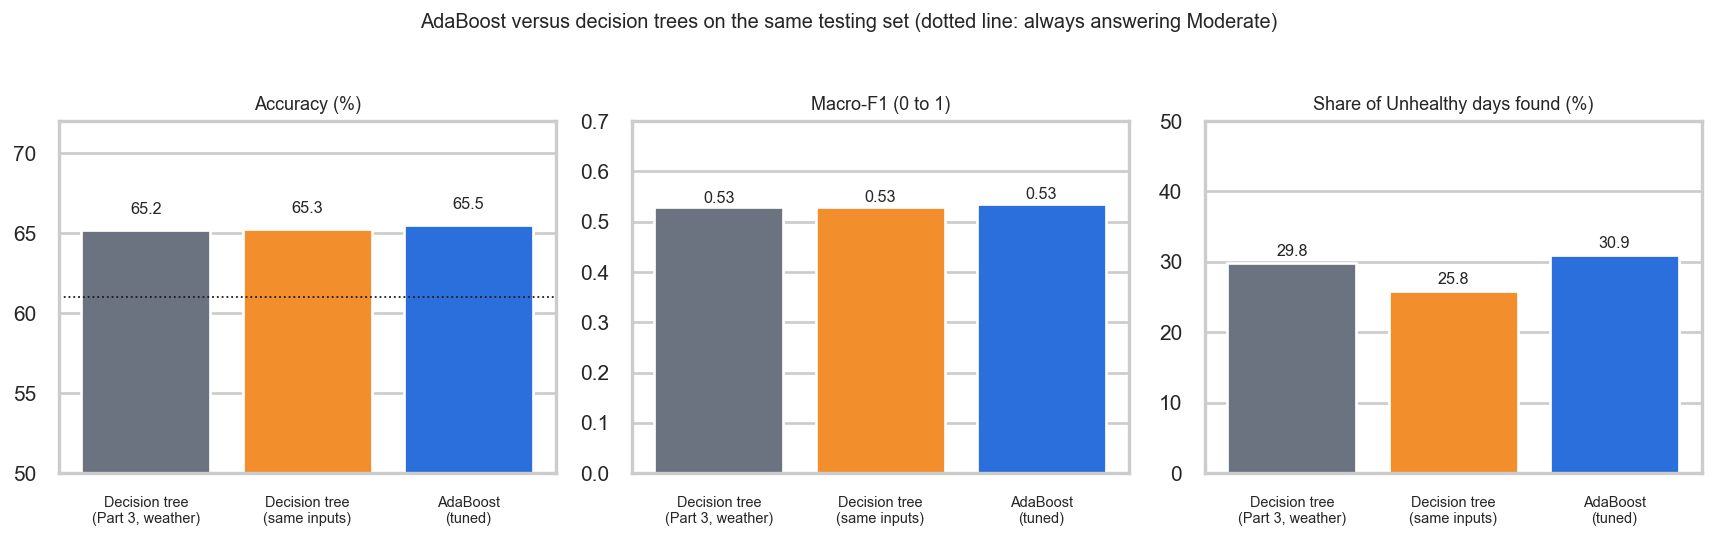 AdaBoost versus decision trees on the same testing set (dotted line: always answering Moderate)
Accuracy (%)
70
65
60
55
50
65.2
65.3
65.5
Decision tree
(Part 3, weather)
Decision tree
(same inputs)
AdaBoost
(tuned)
Macro-F1 (0 to 1)
0.7
0.6
0.5
0.4
0.3
0.2
0.1
0.0
0.53
0.53
0.53
Decision tree
(Part 3, weather)
Decision tree
(same inputs)
AdaBoost
(tuned)
Share of Unhealthy days found (%)
50
40
30
20
10
0
29.8
25.8
30.9
Decision tree
(Part 3, weather)
Decision tree
(same inputs)
AdaBoost
(tuned)